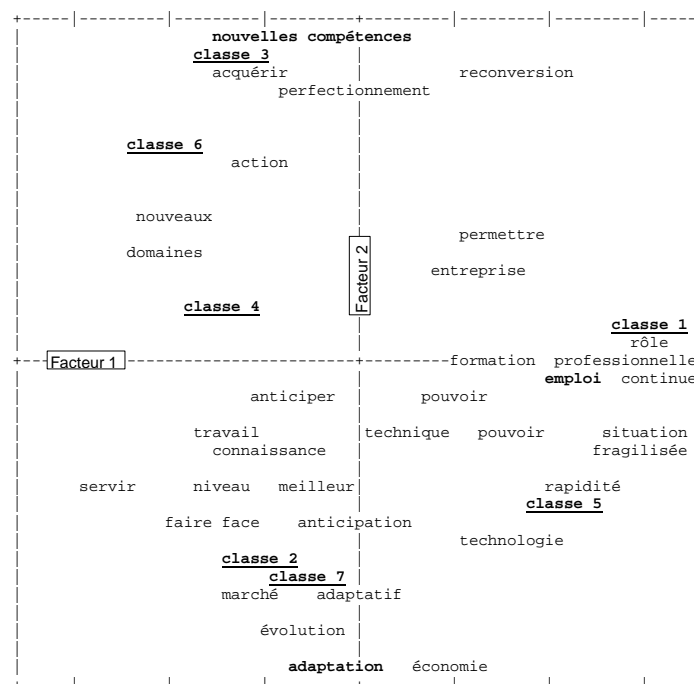 nouvelles compétences
classe 3
acquérir reconversion
perfectionnement
classe 6
action
nouveaux
permettre
domaines
entreprise
Facteur 2
classe 4
classe 1
rôle
Facteur 1 formation professionnelle
emploi continue
anticiper pouvoir
travail technique pouvoir situation
connaissance fragilisée
servir niveau meilleur rapidité
classe 5
faire face anticipation
technologie
classe 2
classe 7
marché adaptatif
évolution
adaptation économie